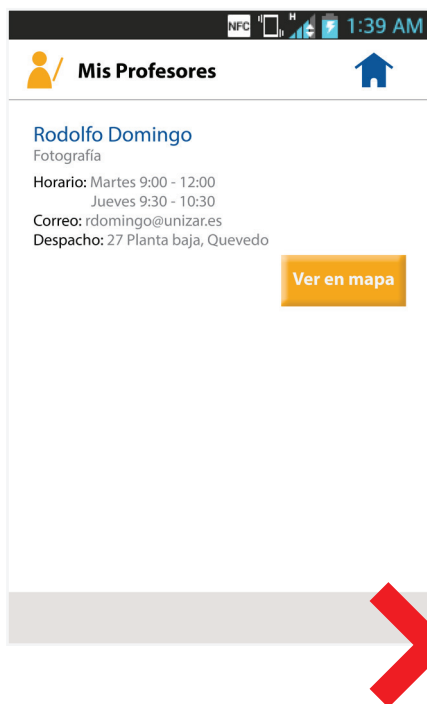 NFC H 1:39 AM
Mis Profesores
Rodolfo Domingo
Fotografía
Horario: Martes 9:00 - 12:00
Jueves 9:30 - 10:30
Correo: rdomingo@unizar.es
Despacho: 27 Planta baja, Quevedo
Ver en mapa